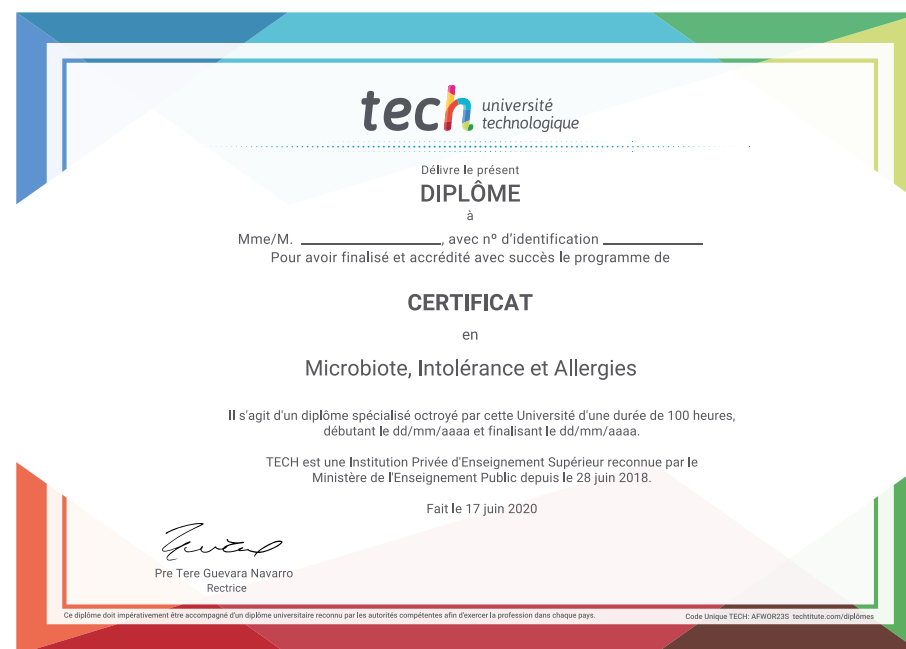 tech université
technologique
Délivre le présent
DIPLÔME
à
Mme/M. ____________________, avec nº d'identification ______________
Pour avoir finalisé et accrédité avec succès le programme de
CERTIFICAT
en
Microbiote, Intolérance et Allergies
Il s'agit d'un diplôme spécialisé octroyé par cette Université d'une durée de 100 heures,
débutant le dd/mm/aaaa et finalisant le dd/mm/aaaa.
TECH est une Institution Privée d'Enseignement Supérieur reconnue par le
Ministère de l'Enseignement Public depuis le 28 juin 2018.
Fait le 17 juin 2020
Pre Tere Guevara Navarro
Rectrice
Ce diplôme doit impérativement être accompagné d'un diplôme universitaire reconnu par les autorités compétentes afin d'exercer la profession dans chaque pays.
Code Unique TECH: AFWOR23S techtitute.com/diplômes